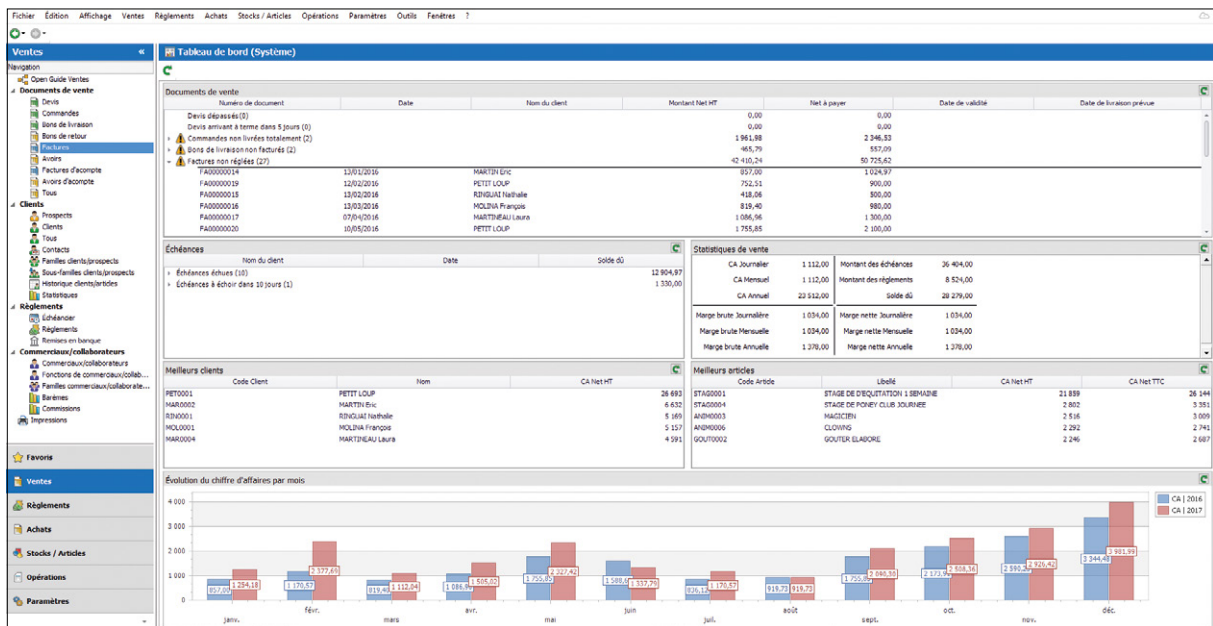 Fichier Édition Affichage Ventes Règlements Achats Stocks / Articles Opérations Paramètres Outils Fenêtres ?
Ventes «
Navigation
Open Guide Ventes
Documents de vente
Devis
Commandes
Bons de livraison
Bons de retour
Factures
Avoirs
Factures d'acompte
Avoirs d'acompte
Tous
Clients
Prospects
Clients
Tous
Contacts
Familles clients/prospects
Sous-familles clients/prospects
Historique clients/articles
Statistiques
Règlements
Échéancier
Règlements
Remises en banque
Commerciaux/collaborateurs
Commerciaux/collaborateurs
Fonctions de commerciaux/collab...
Familles commerciaux/collaborate...
Barèmes
Commissions
Impressions
Favoris
Ventes
Règlements
Achats
Stocks / Articles
Opérations
Paramètres
Tableau de bord (Système)
Documents de vente
Numéro de document Date Nom du client Montant Net HT Net à payer Date de validité Date de livraison prévue
Devis dépassés(0) 0,00 0,00
Devis arrivant à terme dans 5 jours (0) 0,00 0,00
Commandes non livrées totalement (2) 1 961,98 2 346,53
Bons de livraison non facturés (2) 465,79 557,09
Factures non réglées (27) 42 410,24 50 725,62
FA00000014 13/01/2016 MARTIN Eric 857,00 1 024,97
FA00000019 12/02/2016 PETIT LOUP 752,51 900,00
FA00000015 13/02/2016 RINGUAI Nathalie 418,06 500,00
FA00000016 13/03/2016 MOLINA François 819,40 980,00
FA00000017 07/04/2016 MARTINEAU Laura 1 086,96 1 300,00
FA00000020 10/05/2016 PETIT LOUP 1 755,85 2 100,00
Échéances
Nom du client Date Solde dû
Échéances échues (10) 12 904,97
Échéances à échoir dans 10 jours (1) 1 330,00
Statistiques de vente
CA Journalier 1 112,00 Montant des échéances 36 404,00
CA Mensuel 1 112,00 Montant des règlements 8 524,00
CA Annuel 23 512,00 Solde dû 28 279,00
Marge brute Journalière 1 034,00 Marge nette Journalière 1 034,00
Marge brute Mensuelle 1 034,00 Marge nette Mensuelle 1 034,00
Marge brute Annuelle 1 378,00 Marge nette Annuelle 1 378,00
Meilleurs clients
Code Client Nom CA Net HT
PET0001 PETIT LOUP 26 693
MAR0002 MARTIN Eric 6 632
RIN0001 RINGUAI Nathalie 5 169
MOL0001 MOLINA François 5 157
MAR0004 MARTINEAU Laura 4 591
Meilleurs articles
Code Article Libellé CA Net HT CA Net TTC
STAG0001 STAGE DE D'EQUITATION 1 SEMAINE 21 859 26 144
STAG0004 STAGE DE PONEY CLUB JOURNEE 2 802 3 351
ANIM0003 MAGICIEN 2 516 3 009
ANIM0006 CLOWNS 2 292 2 741
GOUT0002 GOUTER ELABORE 2 246 2 687
Évolution du chiffre d'affaires par mois
CA | 2016
CA | 2017
4 000
3 000
2 000
1 000
0
857,00 1 254,18 1 170,57 2 377,69 819,40 1 112,04 1 086,96 1 505,02 1 755,85 2 327,42 1 588,6 1 337,79 836,12 1 170,57 919,73 919,73 1 755,8 2 173,9 2 508,36 2 926,42 3 344,48 3 981,99
janv. févr. mars avr. mai juin juil. août sept. oct. nov. déc.